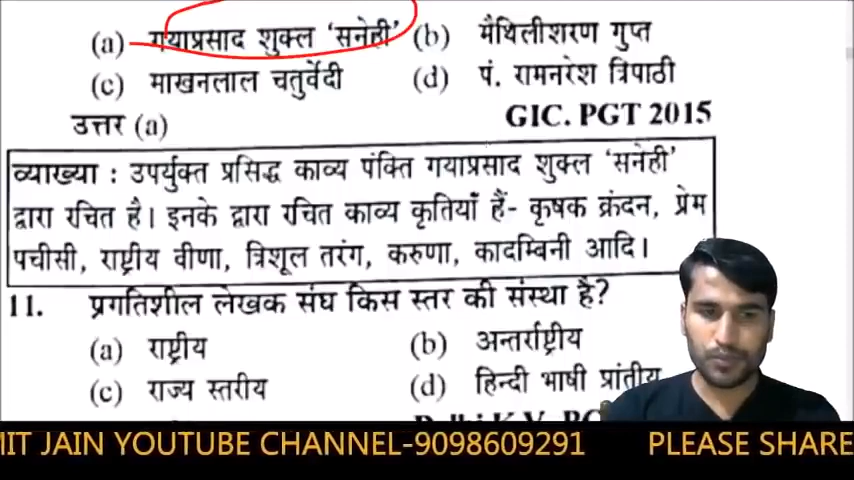 (a) गयाप्रसाद शुक्ल 'सनेही' (b) मैथिलीशरण गुप्त
(c) माखनलाल चतुर्वेदी (d) पं. रामनरेश त्रिपाठी
उत्तर (a) GIC. PGT 2015
व्याख्या : उपर्युक्त प्रसिद्ध काव्य पंक्ति गयाप्रसाद शुक्ल 'सनेही'
द्वारा रचित है। इनके द्वारा रचित काव्य कृतियाँ हैं- कृषक क्रंदन, प्रेम
पचीसी, राष्ट्रीय वीणा, त्रिशूल तरंग, करुणा, कादम्बिनी आदि।
11. प्रगतिशील लेखक संघ किस स्तर की संस्था है?
(a) राष्ट्रीय (b) अन्तर्राष्ट्रीय
(c) राज्य स्तरीय (d) हिन्दी भाषी प्रांतीय
MIT JAIN YOUTUBE CHANNEL-9098609291 PLEASE SHARE